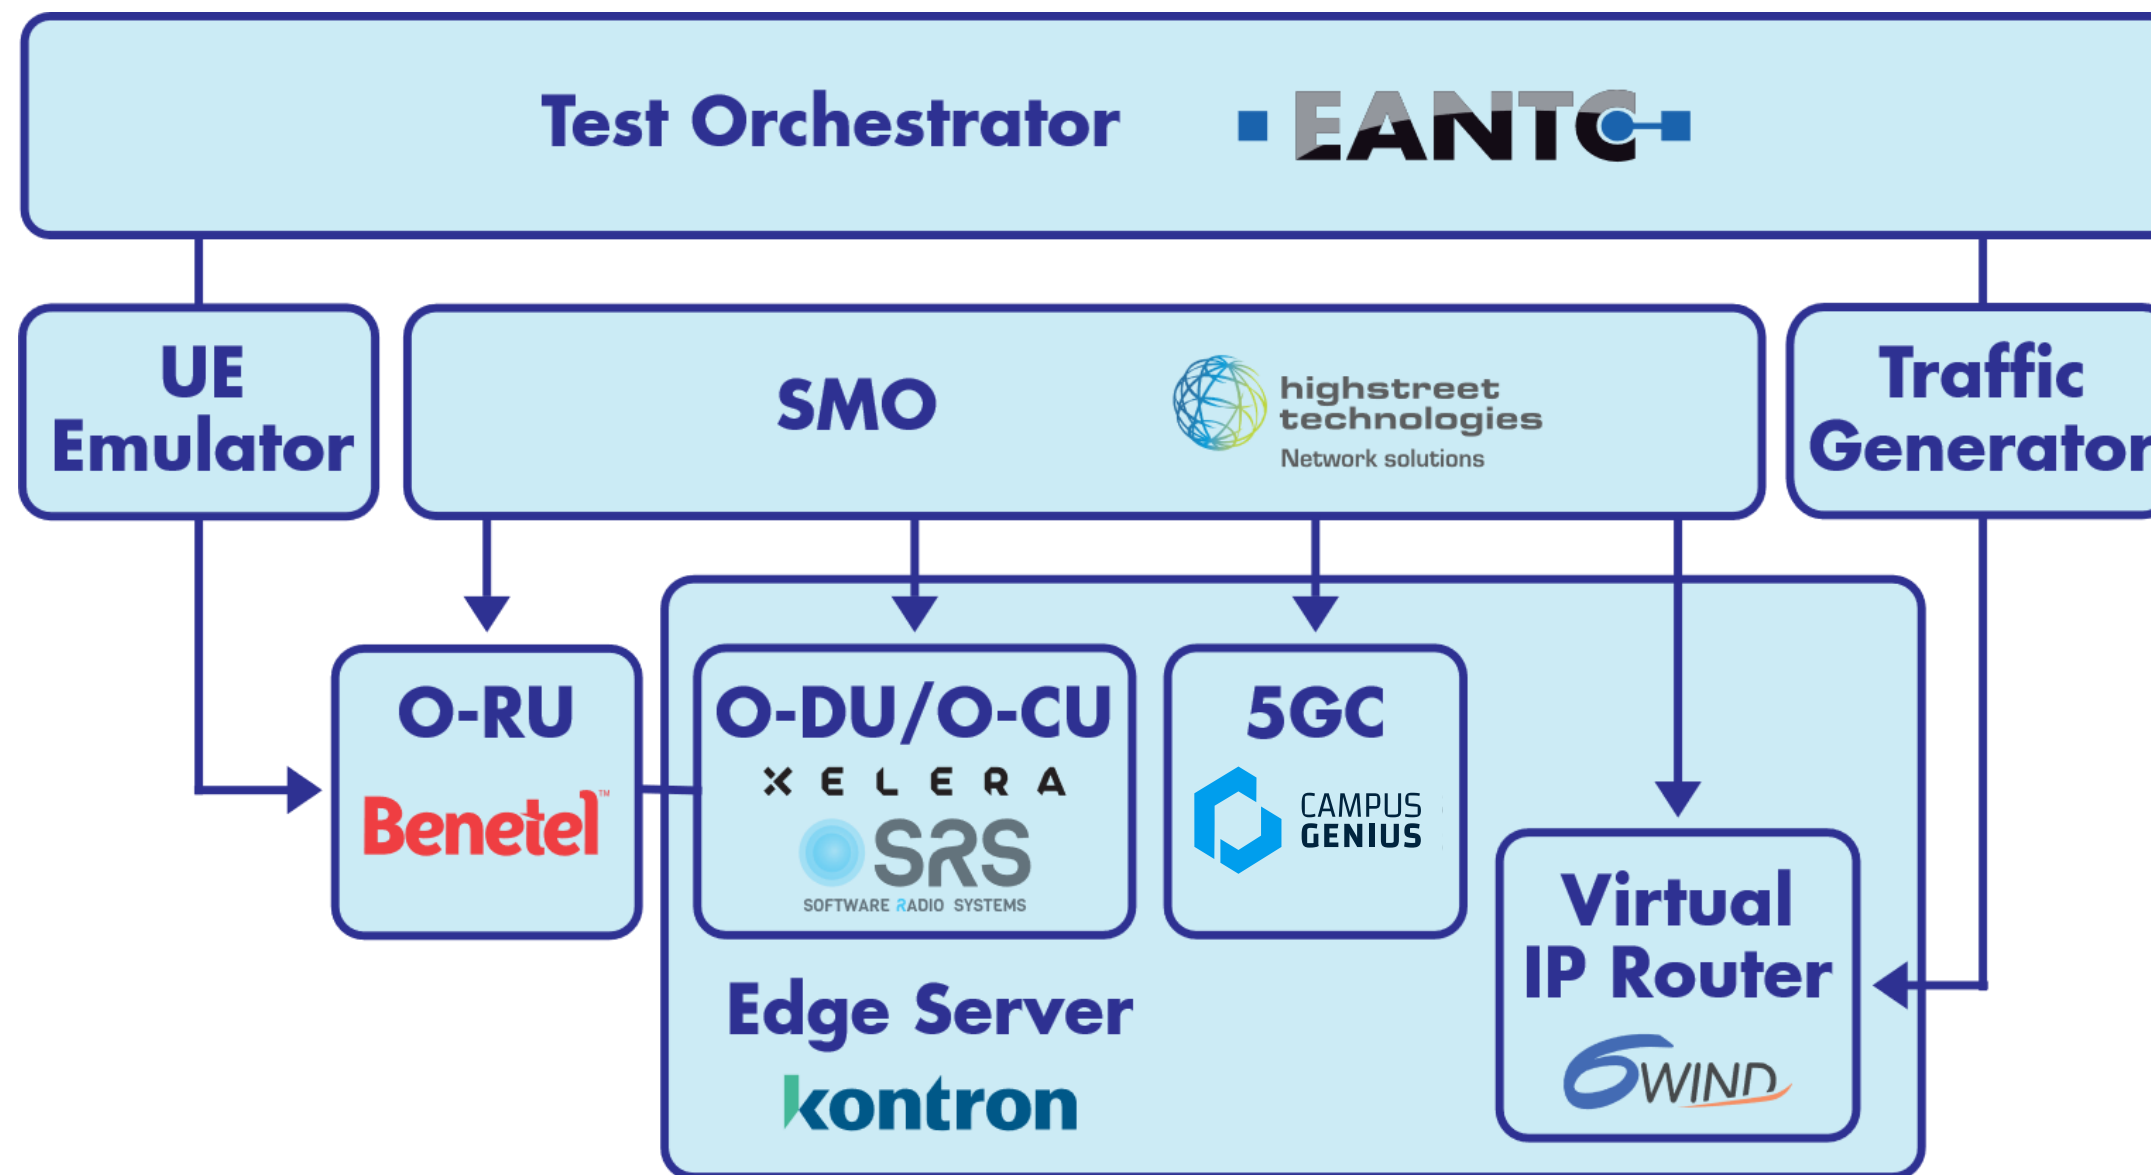 Test Orchestrator
EANTC
UE
Emulator
SMO
highstreet
technologies
Network solutions
Traffic
Generator
O-RU
Benetel™
O-DU/O-CU
XELERA
SRS
SOFTWARE RADIO SYSTEMS
5GC
CAMPUS
GENIUS
Virtual
IP Router
6WIND
Edge Server
kontron